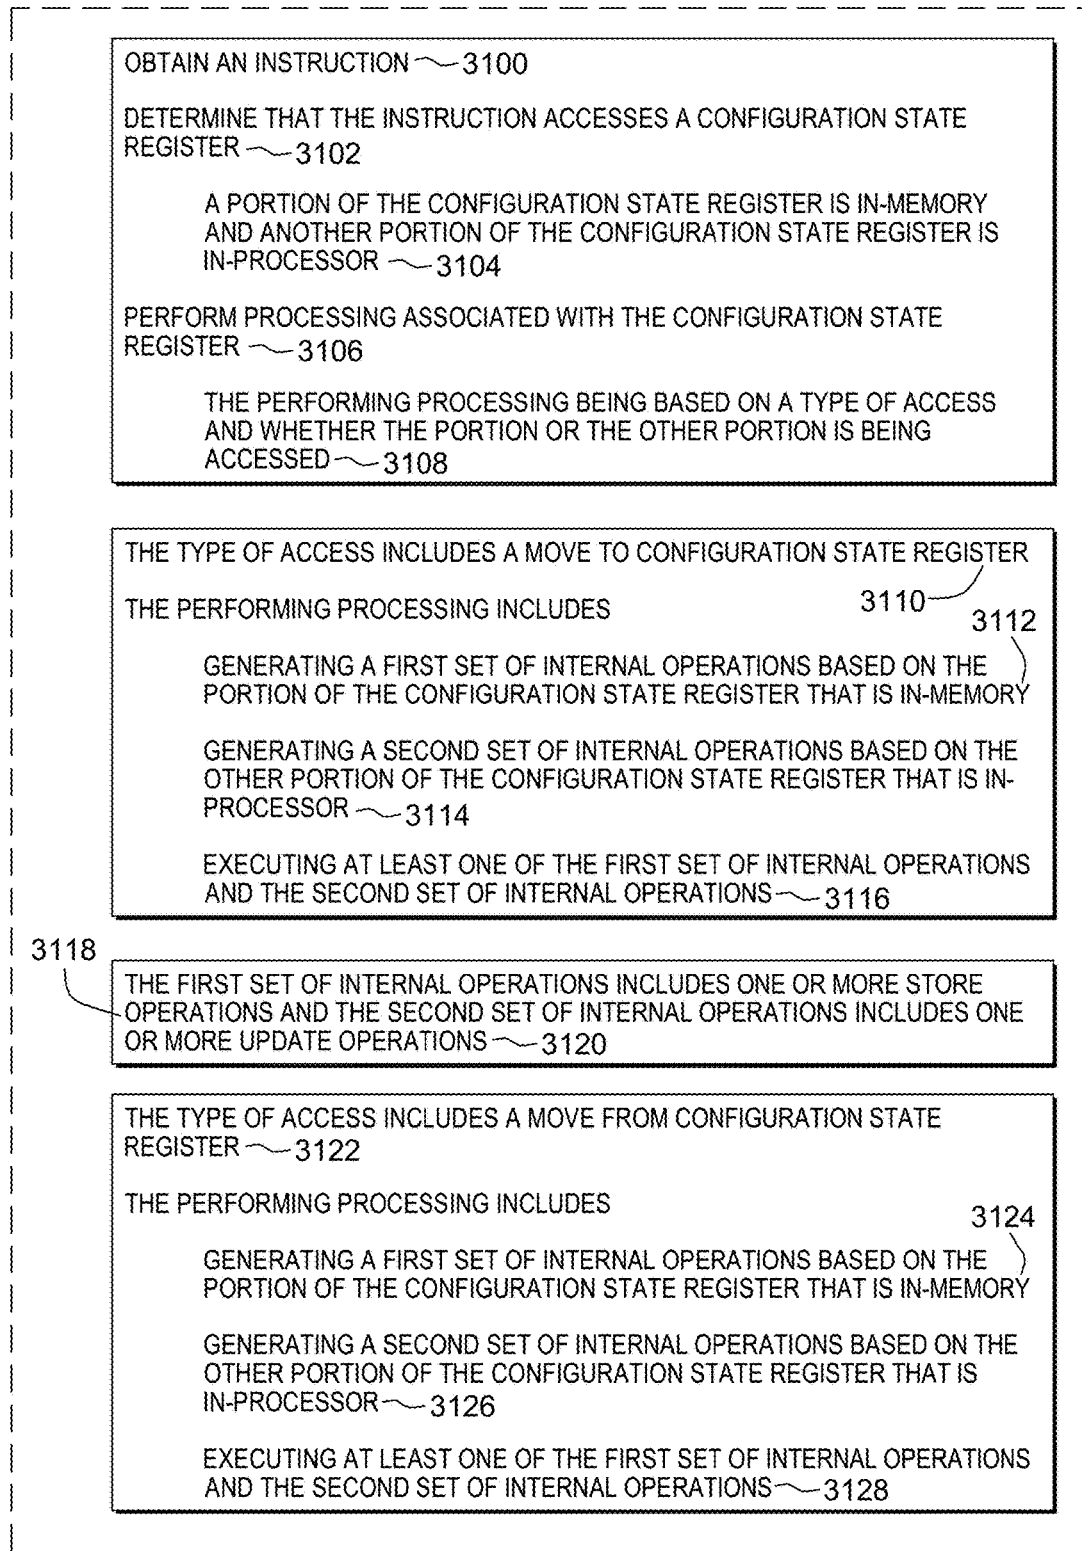 OBTAIN AN INSTRUCTION 3100
DETERMINE THAT THE INSTRUCTION ACCESSES A CONFIGURATION STATE
REGISTER 3102
A PORTION OF THE CONFIGURATION STATE REGISTER IS IN-MEMORY
AND ANOTHER PORTION OF THE CONFIGURATION STATE REGISTER IS
IN-PROCESSOR 3104
PERFORM PROCESSING ASSOCIATED WITH THE CONFIGURATION STATE
REGISTER 3106
THE PERFORMING PROCESSING BEING BASED ON A TYPE OF ACCESS
AND WHETHER THE PORTION OR THE OTHER PORTION IS BEING
ACCESSED 3108
THE TYPE OF ACCESS INCLUDES A MOVE TO CONFIGURATION STATE REGISTER
3110
THE PERFORMING PROCESSING INCLUDES
3112
GENERATING A FIRST SET OF INTERNAL OPERATIONS BASED ON THE
PORTION OF THE CONFIGURATION STATE REGISTER THAT IS IN-MEMORY
GENERATING A SECOND SET OF INTERNAL OPERATIONS BASED ON THE
OTHER PORTION OF THE CONFIGURATION STATE REGISTER THAT IS IN-
PROCESSOR 3114
EXECUTING AT LEAST ONE OF THE FIRST SET OF INTERNAL OPERATIONS
AND THE SECOND SET OF INTERNAL OPERATIONS 3116
3118
THE FIRST SET OF INTERNAL OPERATIONS INCLUDES ONE OR MORE STORE
OPERATIONS AND THE SECOND SET OF INTERNAL OPERATIONS INCLUDES ONE
OR MORE UPDATE OPERATIONS 3120
THE TYPE OF ACCESS INCLUDES A MOVE FROM CONFIGURATION STATE
REGISTER 3122
THE PERFORMING PROCESSING INCLUDES
3124
GENERATING A FIRST SET OF INTERNAL OPERATIONS BASED ON THE
PORTION OF THE CONFIGURATION STATE REGISTER THAT IS IN-MEMORY
GENERATING A SECOND SET OF INTERNAL OPERATIONS BASED ON THE
OTHER PORTION OF THE CONFIGURATION STATE REGISTER THAT IS
IN-PROCESSOR 3126
EXECUTING AT LEAST ONE OF THE FIRST SET OF INTERNAL OPERATIONS
AND THE SECOND SET OF INTERNAL OPERATIONS 3128